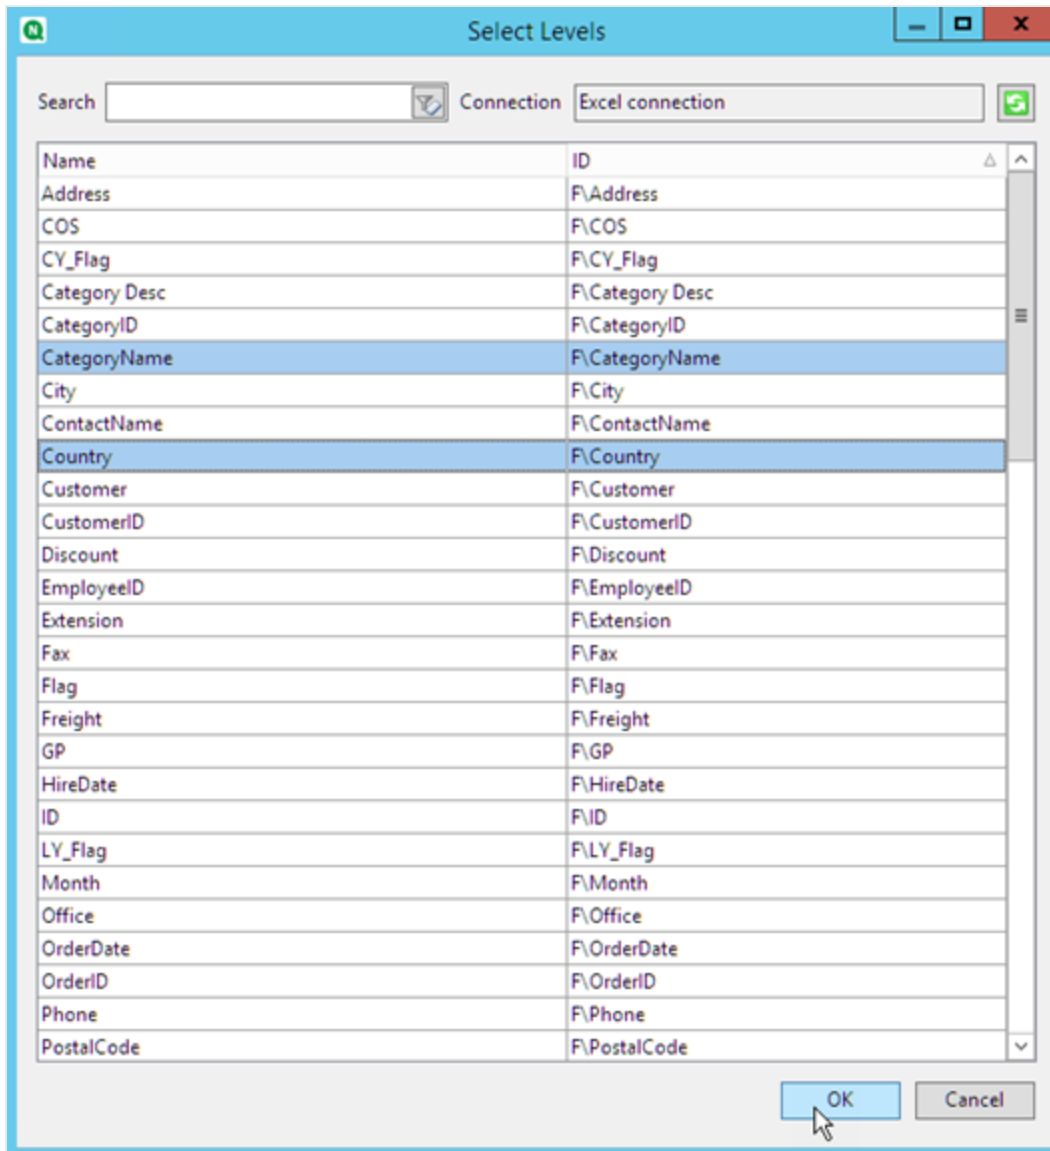 Select Levels
Search Connection Excel connection
Name ID
Address F\Address
COS F\COS
CY_Flag F\CY_Flag
Category Desc F\Category Desc
CategoryID F\CategoryID
CategoryName F\CategoryName
City F\City
ContactName F\ContactName
Country F\Country
Customer F\Customer
CustomerID F\CustomerID
Discount F\Discount
EmployeeID F\EmployeeID
Extension F\Extension
Fax F\Fax
Flag F\Flag
Freight F\Freight
GP F\GP
HireDate F\HireDate
ID F\ID
LY_Flag F\LY_Flag
Month F\Month
Office F\Office
OrderDate F\OrderDate
OrderID F\OrderID
Phone F\Phone
PostalCode F\PostalCode
OK Cancel